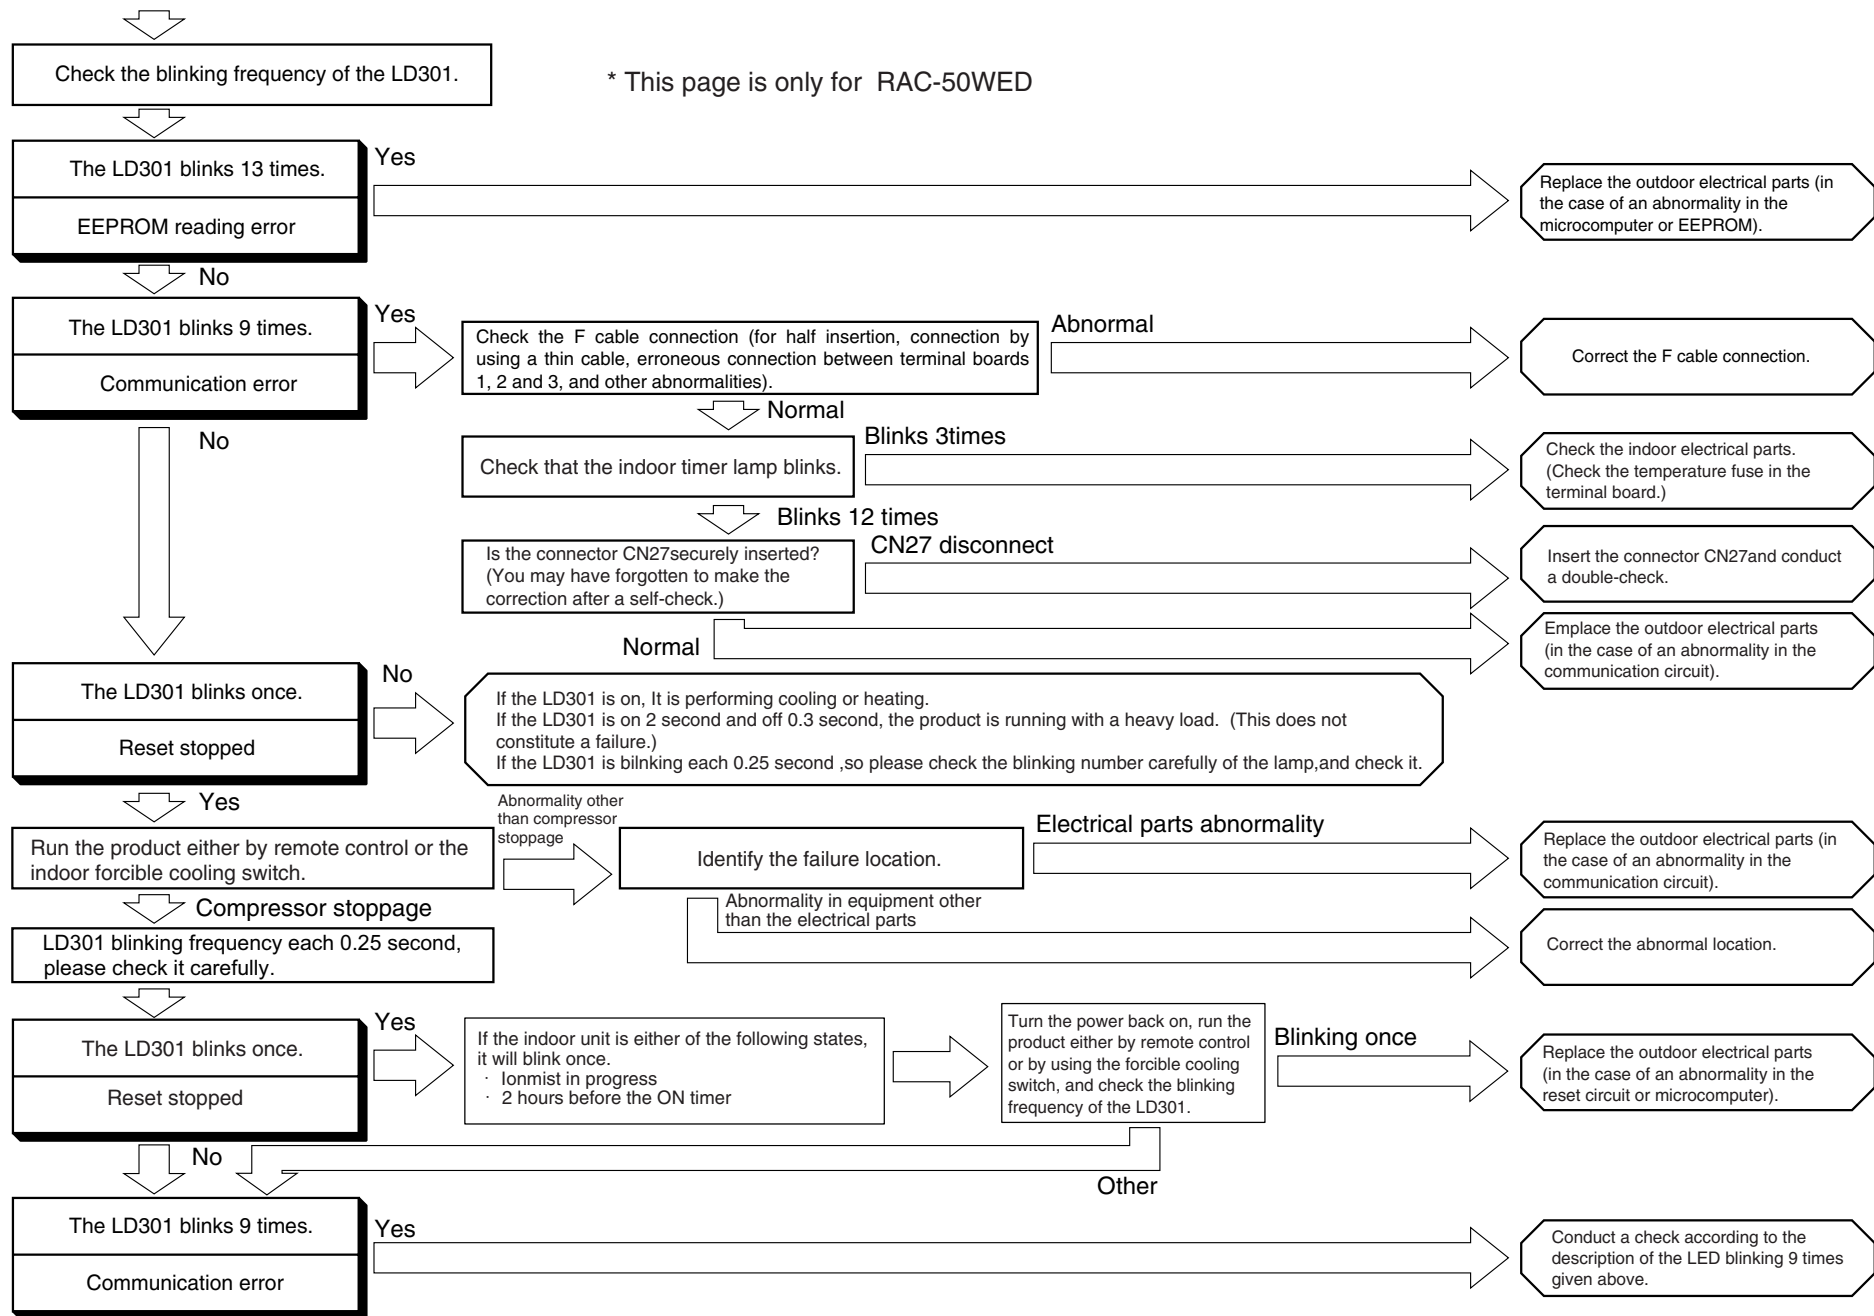 Check the blinking frequency of the LD301.
* This page is only for RAC-50WED
The LD301 blinks 13 times.
EEPROM reading error
Yes
Replace the outdoor electrical parts (in
the case of an abnormality in the
microcomputer or EEPROM).
No
The LD301 blinks 9 times.
Communication error
Yes
Check the F cable connection (for half insertion, connection by
using a thin cable, erroneous connection between terminal boards
1, 2 and 3, and other abnormalities).
Abnormal
Correct the F cable connection.
Normal
No
Check that the indoor timer lamp blinks.
Blinks 3times
Check the indoor electrical parts.
(Check the temperature fuse in the
terminal board.)
Blinks 12 times
Is the connector CN27securely inserted?
(You may have forgotten to make the
correction after a self-check.)
CN27 disconnect
Insert the connector CN27and conduct
a double-check.
Normal
Emplace the outdoor electrical parts
(in the case of an abnormality in the
communication circuit).
The LD301 blinks once.
Reset stopped
No
If the LD301 is on, It is performing cooling or heating.
If the LD301 is on 2 second and off 0.3 second, the product is running with a heavy load. (This does not
constitute a failure.)
If the LD301 is bilnking each 0.25 second ,so please check the blinking number carefully of the lamp,and check it.
Yes
Run the product either by remote control or the
indoor forcible cooling switch.
Abnormality other
than compressor
stoppage
Identify the failure location.
Electrical parts abnormality
Replace the outdoor electrical parts (in
the case of an abnormality in the
communication circuit).
Abnormality in equipment other
than the electrical parts
Correct the abnormal location.
Compressor stoppage
LD301 blinking frequency each 0.25 second,
please check it carefully.
The LD301 blinks once.
Reset stopped
Yes
If the indoor unit is either of the following states,
it will blink once.
· Ionmist in progress
· 2 hours before the ON timer
Turn the power back on, run the
product either by remote control
or by using the forcible cooling
switch, and check the blinking
frequency of the LD301.
Blinking once
Replace the outdoor electrical parts
(in the case of an abnormality in the
reset circuit or microcomputer).
No
Other
The LD301 blinks 9 times.
Communication error
Yes
Conduct a check according to the
description of the LED blinking 9 times
given above.